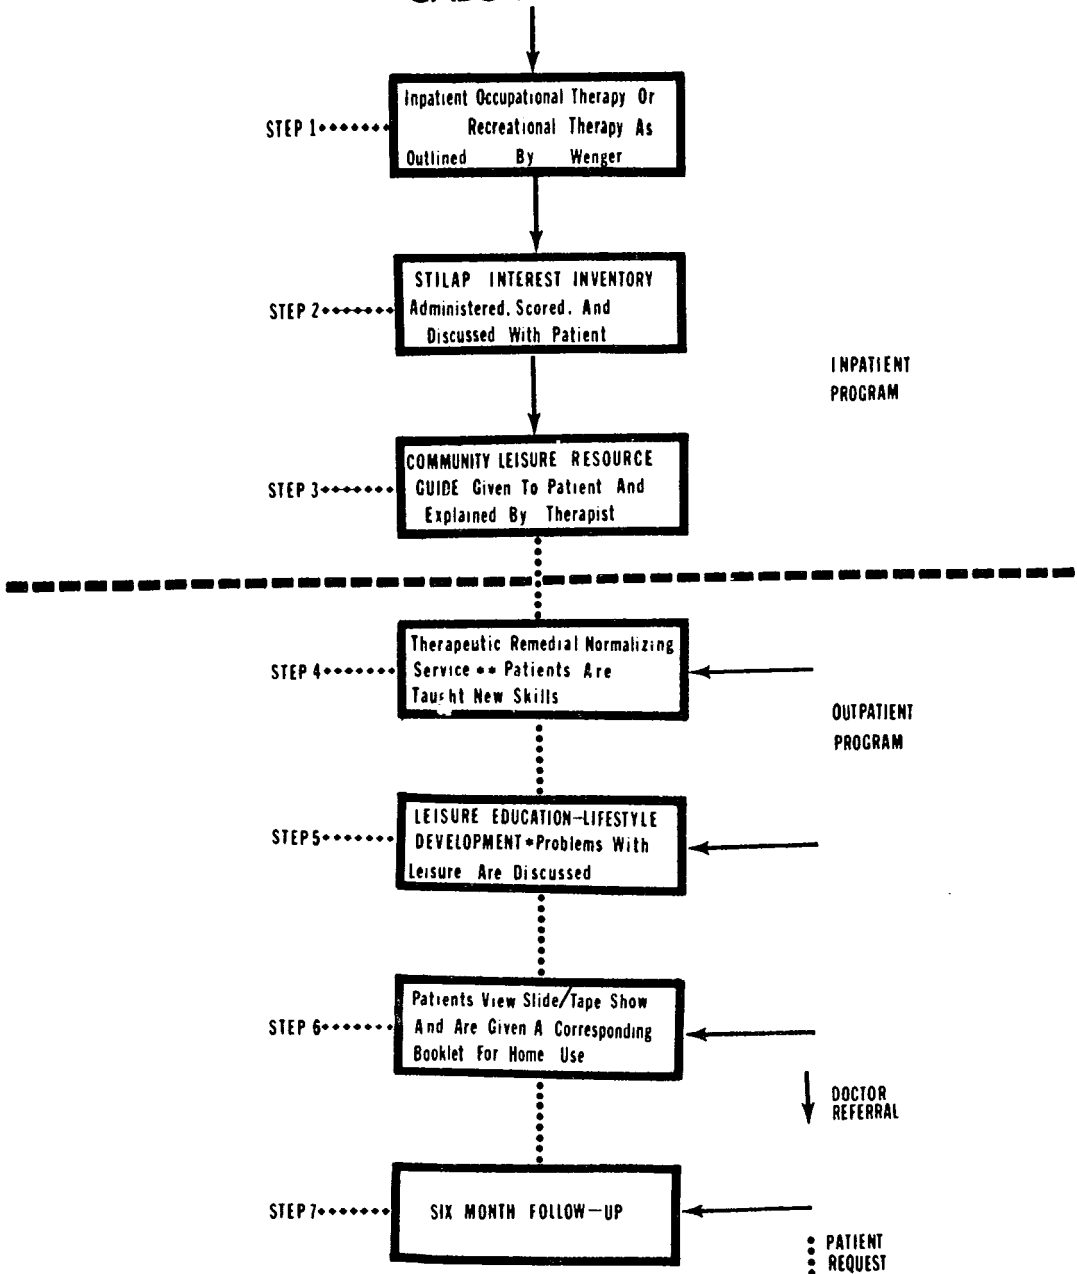 STEP 1
Inpatient Occupational Therapy Or
Recreational Therapy As
Outlined By Wenger
STEP 2
STILAP INTEREST INVENTORY
Administered, Scored, And
Discussed With Patient
INPATIENT
PROGRAM
STEP 3
COMMUNITY LEISURE RESOURCE
GUIDE Given To Patient And
Explained By Therapist
STEP 4
Therapeutic Remedial Normalizing
Service ** Patients Are
Taught New Skills
OUTPATIENT
PROGRAM
STEP 5
LEISURE EDUCATION—LIFESTYLE
DEVELOPMENT*Problems With
Leisure Are Discussed
STEP 6
Patients View Slide/Tape Show
And Are Given A Corresponding
Booklet For Home Use
DOCTOR
REFERRAL
STEP 7
SIX MONTH FOLLOW—UP
PATIENT
REQUEST